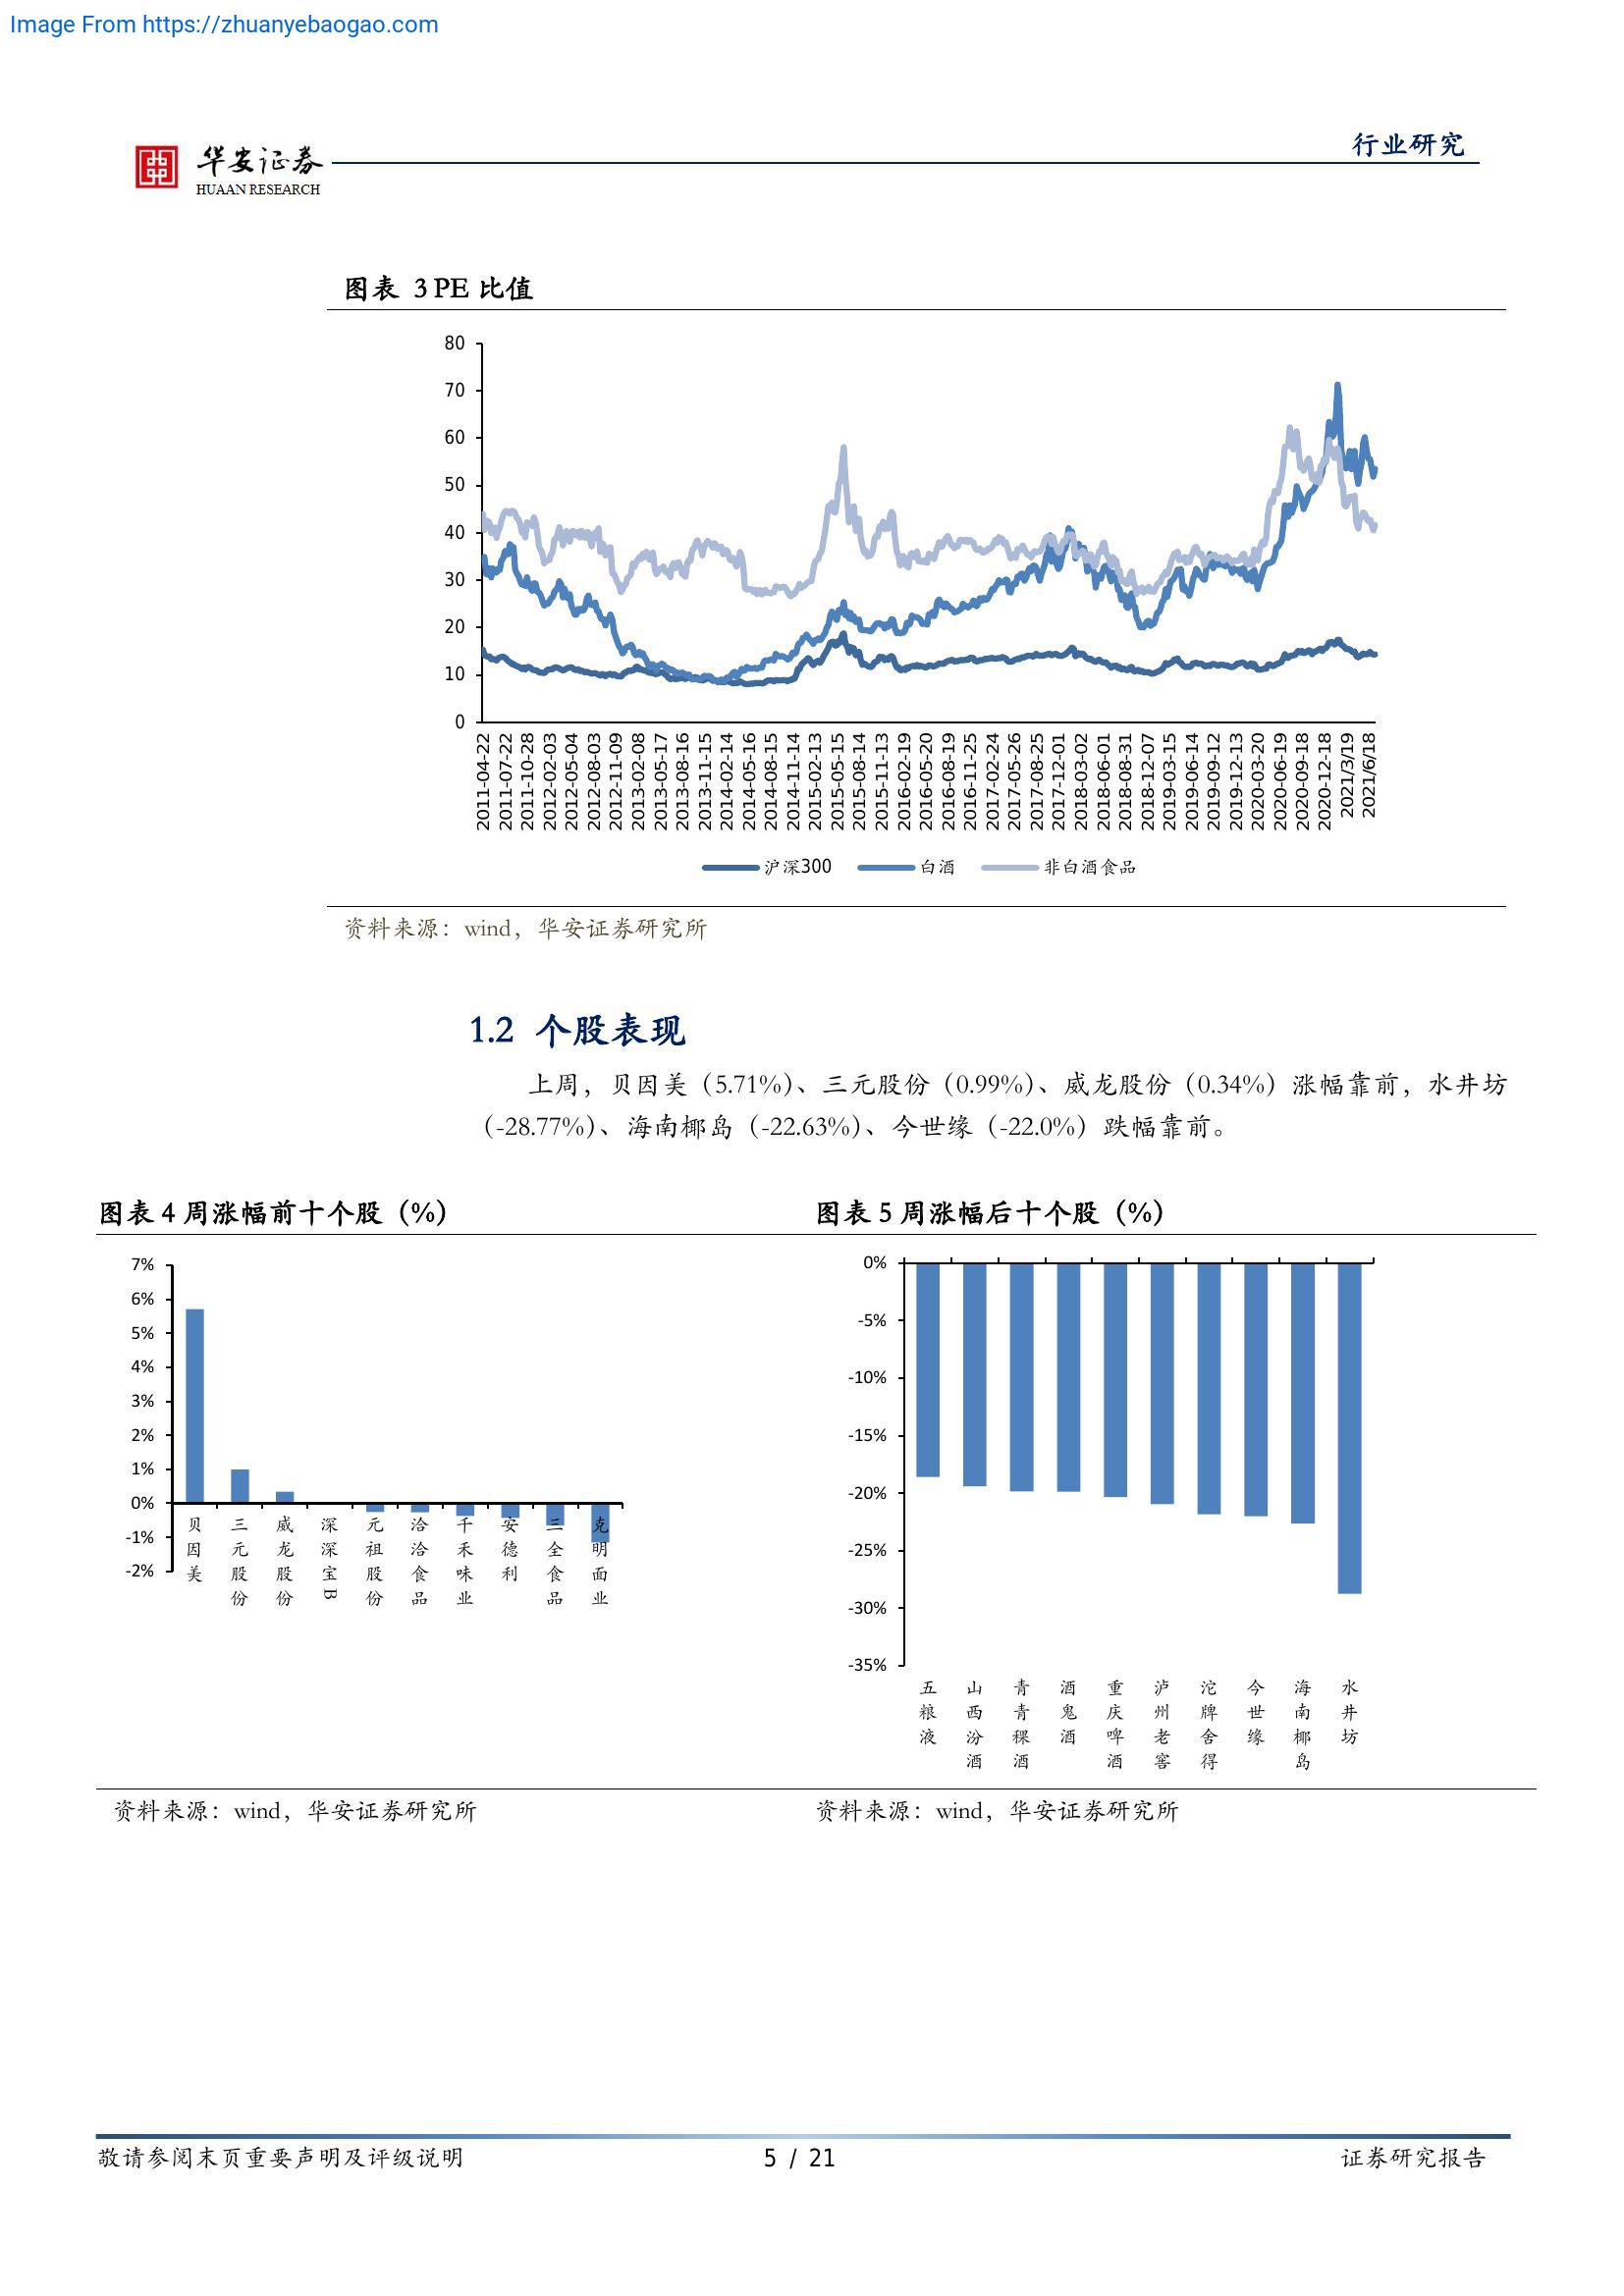 Image From https://zhuanyebaogao.com
华安证券
HUAAN RESEARCH
行业研究
图表 3 PE 比值
80
70
60
50
40
30
20
10
0
2011-04-22
2011-07-22
2011-10-28
2012-02-03
2012-05-04
2012-08-03
2012-11-09
2013-02-08
2013-05-17
2013-08-16
2013-11-15
2014-02-14
2014-05-16
2014-08-15
2014-11-14
2015-02-13
2015-05-15
2015-08-14
2015-11-13
2016-02-19
2016-05-20
2016-08-19
2016-11-25
2017-02-24
2017-05-26
2017-08-25
2017-12-01
2018-03-02
2018-06-01
2018-08-31
2018-12-07
2019-03-15
2019-06-14
2019-09-12
2019-12-13
2020-03-20
2020-06-19
2020-09-18
2020-12-18
2021/3/19
2021/6/18
沪深300 白酒 非白酒食品
资料来源：wind，华安证券研究所
1.2 个股表现
上周，贝因美（5.71%）、三元股份（0.99%）、威龙股份（0.34%）涨幅靠前，水井坊
（-28.77%）、海南椰岛（-22.63%）、今世缘（-22.0%）跌幅靠前。
图表 4 周涨幅前十个股（%）
7%
6%
5%
4%
3%
2%
1%
0%
-1%
-2%
贝因美
三元股份
威龙股份
深深宝B
元祖股份
洽洽食品
千禾味业
安德利
三全食品
克明面业
资料来源：wind，华安证券研究所
图表 5 周涨幅后十个股（%）
0%
-5%
-10%
-15%
-20%
-25%
-30%
-35%
五粮液
山西汾酒
青青稞酒
酒鬼酒
重庆啤酒
泸州老窖
沱牌舍得
今世缘
海南椰岛
水井坊
资料来源：wind，华安证券研究所
敬请参阅末页重要声明及评级说明
5 / 21
证券研究报告